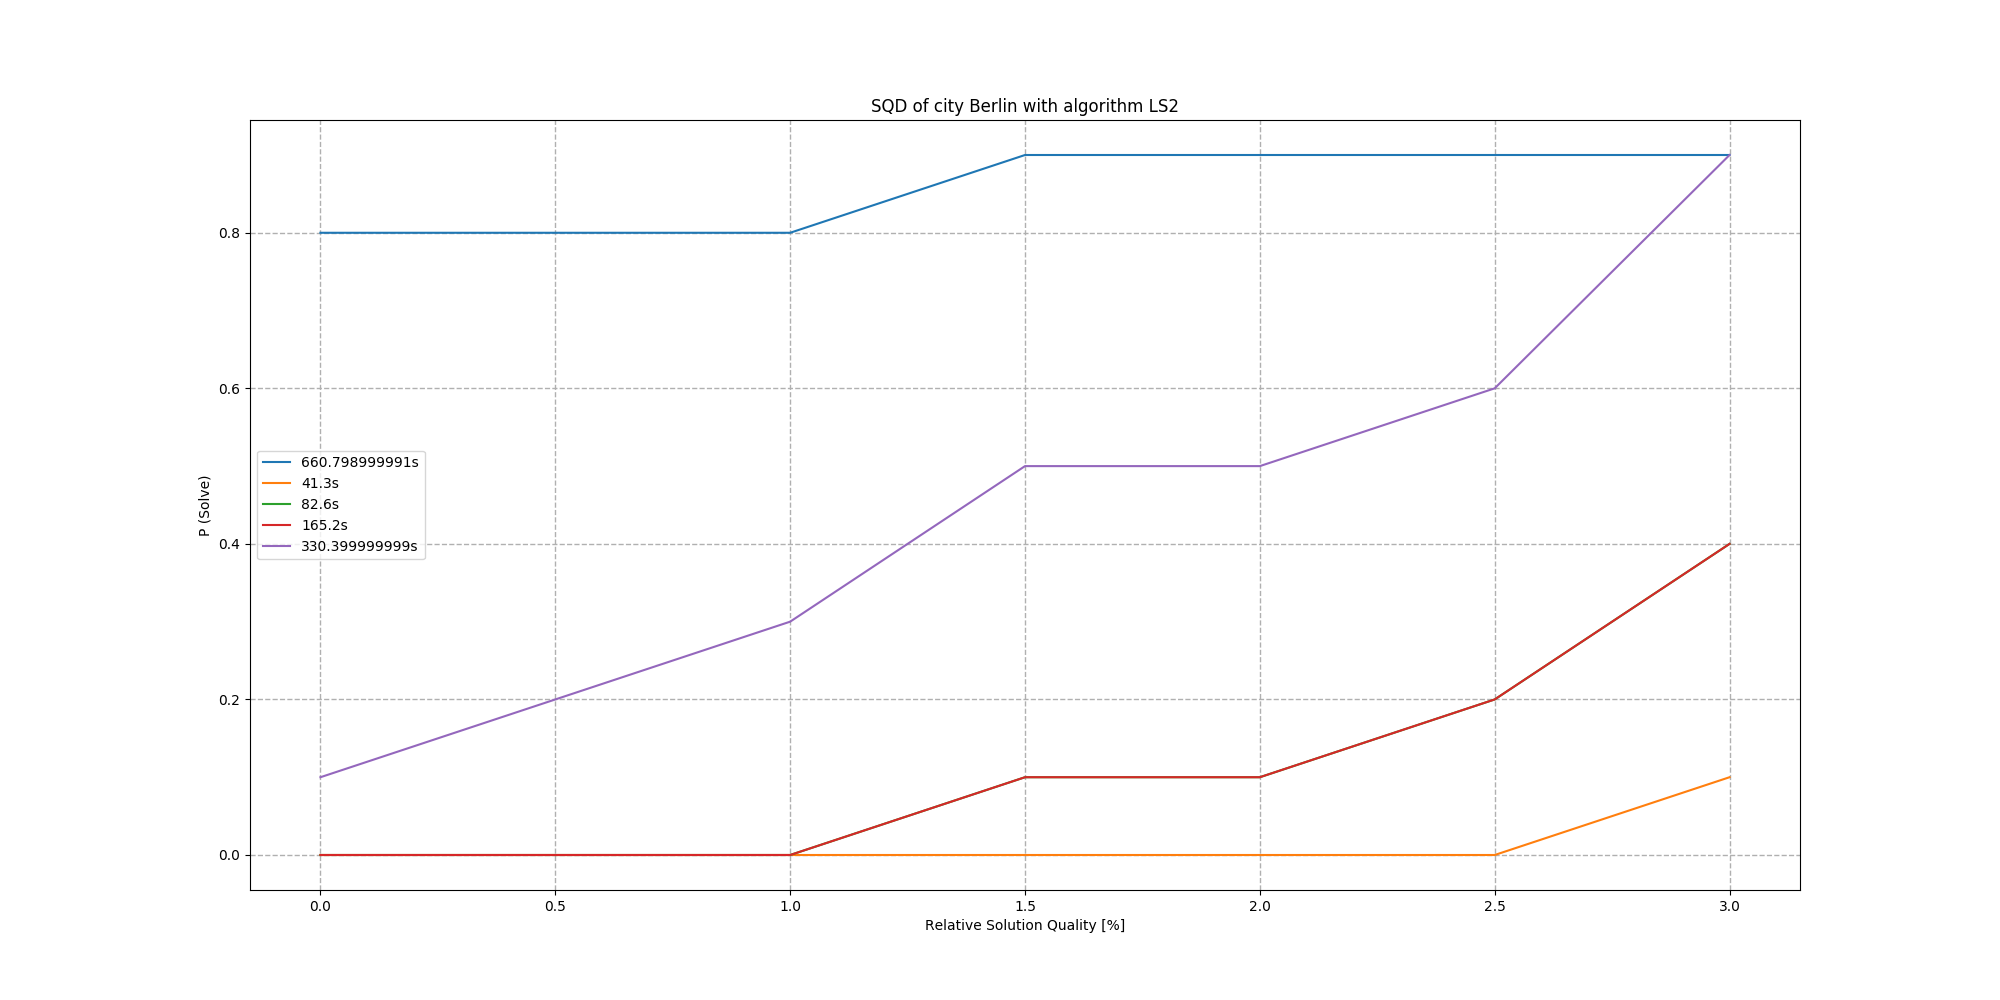 SQD of city Berlin with algorithm LS2
P (Solve)
0.8
0.6
0.4
0.2
0.0
660.798999991s
41.3s
82.6s
165.2s
330.399999999s
0.0 0.5 1.0 1.5 2.0 2.5 3.0
Relative Solution Quality [%]